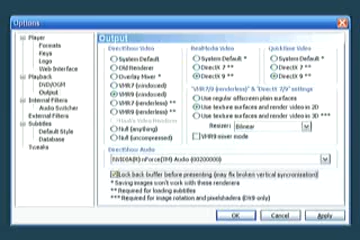 Options
Player
Formats
Keys
Logo
Web Interface
Playback
DVD/OGM
Output
Internal Filters
Audio Switcher
External Filters
Subtitles
Default Style
Database
Tweaks
Output
DirectShow Video
System Default
Old Renderer
Overlay Mixer *
VMR7 (windowed)
VMR9 (windowed)
VMR7 (renderless) **
VMR9 (renderless) **
Null (anything)
Null (uncompressed)
RealMedia Video
System Default *
DirectX 7 **
DirectX 9 **
QuickTime Video
System Default *
DirectX 7 **
DirectX 9 **
"VMR7/9 (renderless)" & "DirectX 7/9" settings
Use regular offscreen plain surfaces
Use texture surfaces and render video in 2D
Use texture surfaces and render video in 3D ***
Resizer: Bilinear
VMR9 mixer mode
DirectShow Audio
Lock back buffer before presenting (may fix broken vertical syncronisation)
* Saving images won't work with these renderers
** Required for loading subtitles
*** Required for image rotation and pixelshaders (DX9 only)
OK
Cancel
Apply